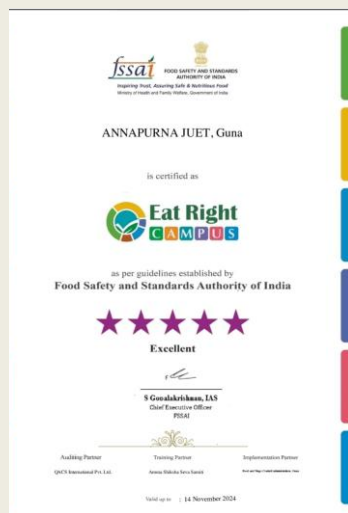 fssai
FOOD SAFETY AND STANDARDS
AUTHORITY OF INDIA
Inspiring Trust, Assuring Safe & Nutritious Food
Ministry of Health and Family Welfare, Government of India
ANNAPURNA JUET, Guna
is certified as
Eat Right
CAMPUS
as per guidelines established by
Food Safety and Standards Authority of India
Excellent
S Gopalakrishnan, IAS
Chief Executive Officer
FSSAI
Auditing Partner Training Partner Implementation Partner
QACS International Pvt. Ltd.
Valid up to : 14 November 2024